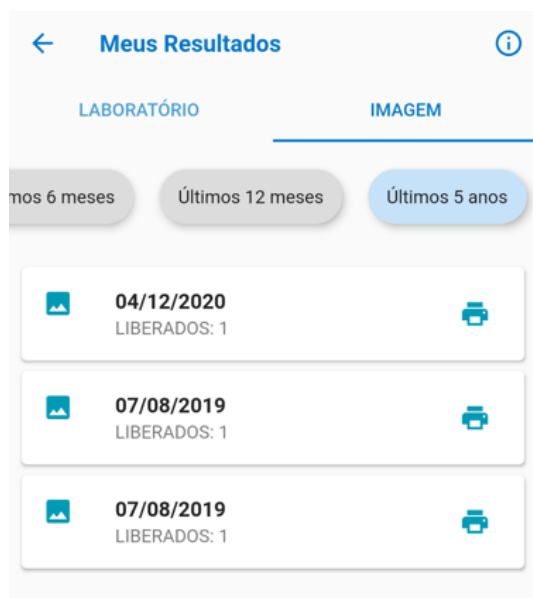 Meus Resultados
LABORATÓRIO IMAGEM
6 meses Últimos 12 meses Últimos 5 anos
04/12/2020
LIBERADOS: 1
07/08/2019
LIBERADOS: 1
07/08/2019
LIBERADOS: 1